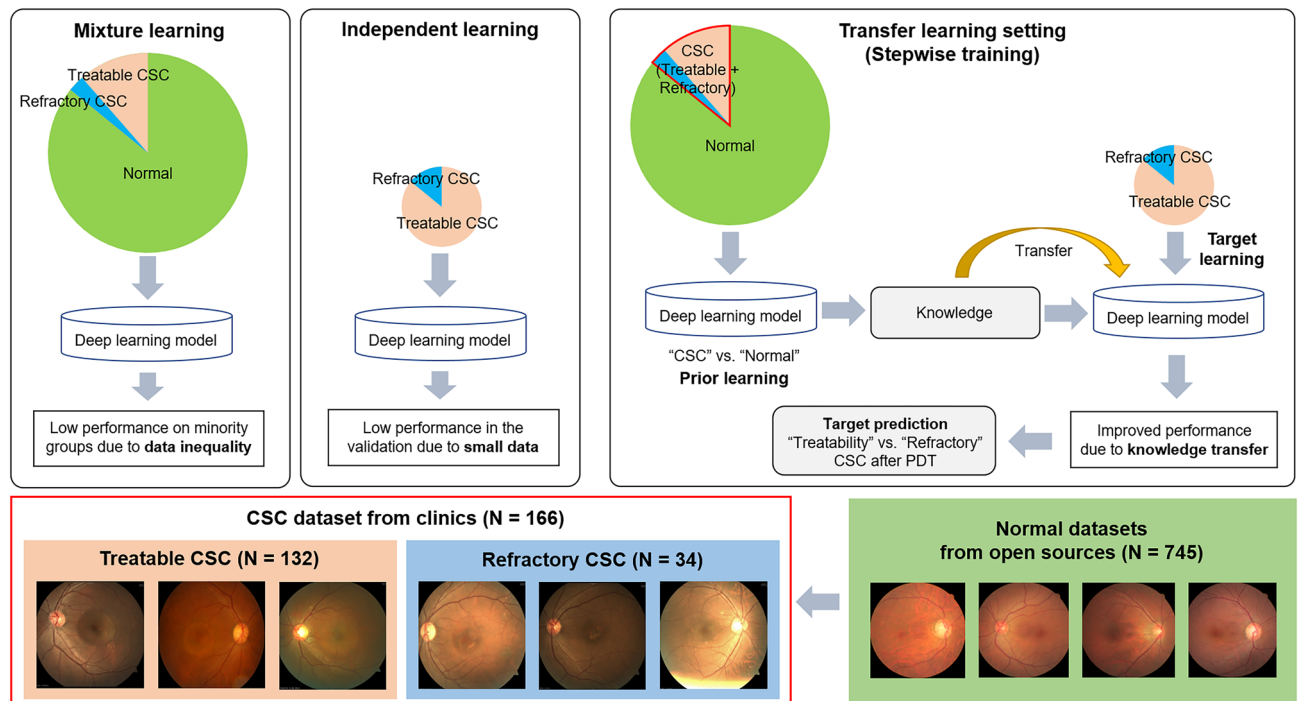 Mixture learning
Treatable CSC
Refractory CSC
Normal
Deep learning model
Low performance on minority
groups due to data inequality
Independent learning
Refractory CSC
Treatable CSC
Deep learning model
Low performance in the
validation due to small data
Transfer learning setting
(Stepwise training)
CSC
(Treatable +
Refractory)
Normal
Refractory CSC
Treatable CSC
Target
learning
Transfer
Deep learning model
Knowledge
Deep learning model
“CSC” vs. “Normal”
Prior learning
Target prediction
“Treatability” vs. “Refractory”
CSC after PDT
Improved performance
due to knowledge transfer
CSC dataset from clinics (N = 166)
Treatable CSC (N = 132)
Refractory CSC (N = 34)
Normal datasets
from open sources (N = 745)